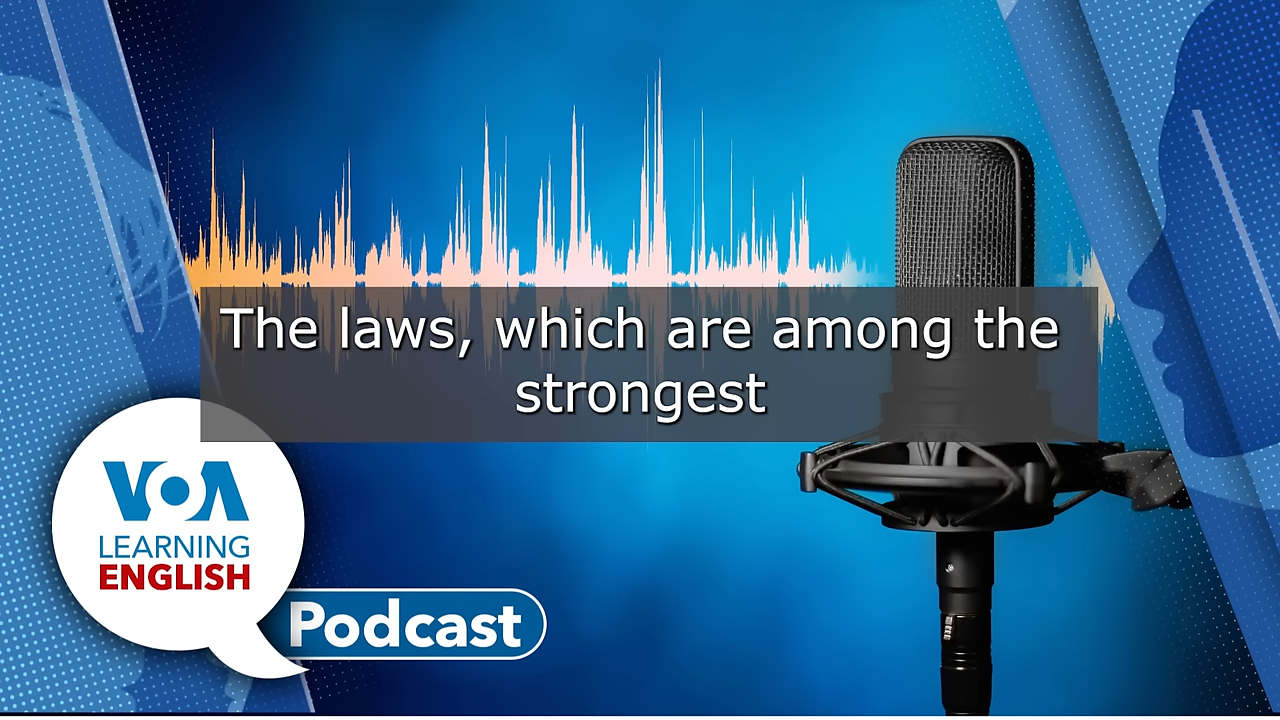 The laws, which are among the
strongest
VOA
LEARNING
ENGLISH
Podcast